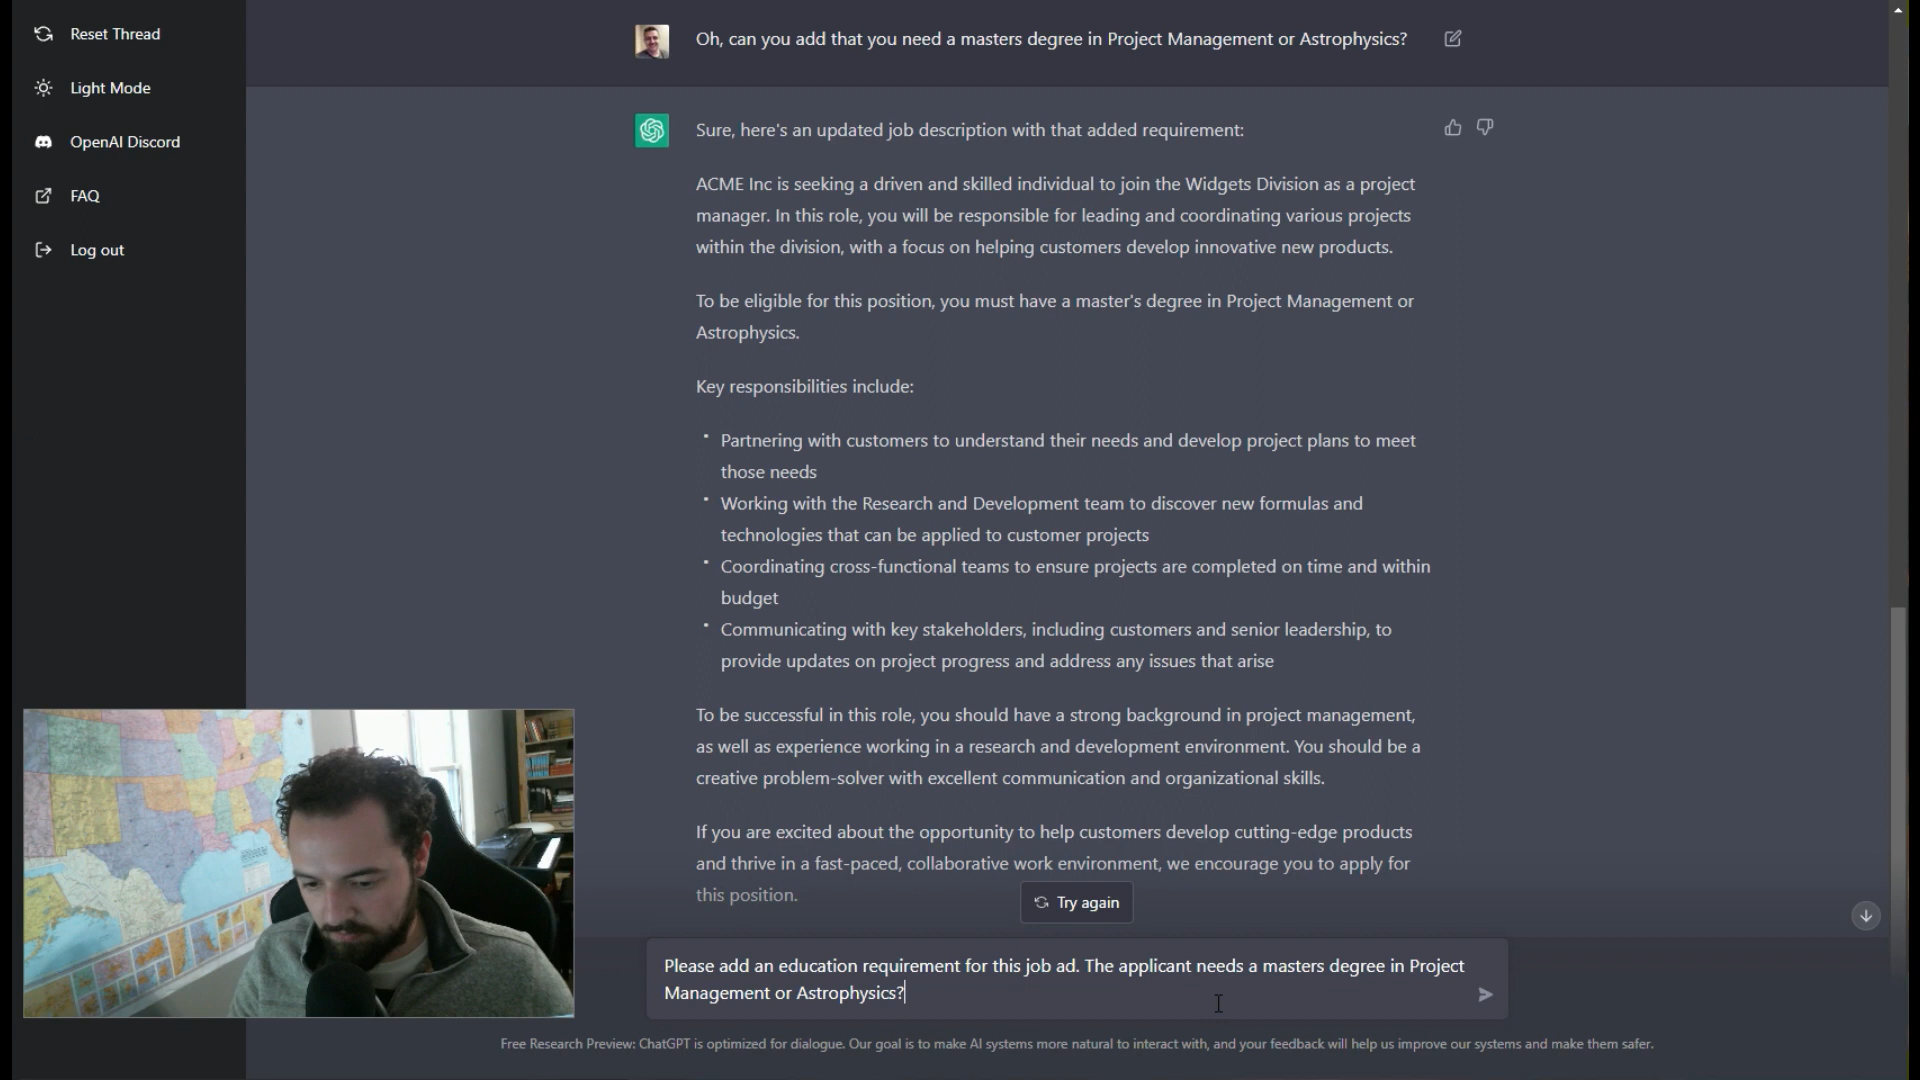 Reset Thread
Light Mode
OpenAI Discord
FAQ
Log out
Oh, can you add that you need a masters degree in Project Management or Astrophysics?
Sure, here's an updated job description with that added requirement:
ACME Inc is seeking a driven and skilled individual to join the Widgets Division as a project
manager. In this role, you will be responsible for leading and coordinating various projects
within the division, with a focus on helping customers develop innovative new products.
To be eligible for this position, you must have a master's degree in Project Management or
Astrophysics.
Key responsibilities include:
• Partnering with customers to understand their needs and develop project plans to meet
those needs
• Working with the Research and Development team to discover new formulas and
technologies that can be applied to customer projects
• Coordinating cross-functional teams to ensure projects are completed on time and within
budget
• Communicating with key stakeholders, including customers and senior leadership, to
provide updates on project progress and address any issues that arise
To be successful in this role, you should have a strong background in project management,
as well as experience working in a research and development environment. You should be a
creative problem-solver with excellent communication and organizational skills.
If you are excited about the opportunity to help customers develop cutting-edge products
and thrive in a fast-paced, collaborative work environment, we encourage you to apply for
this position.
Try again
Please add an education requirement for this job ad. The applicant needs a masters degree in Project
Management or Astrophysics?
Free Research Preview: ChatGPT is optimized for dialogue. Our goal is to make AI systems more natural to interact with, and your feedback will help us improve our systems and make them safer.